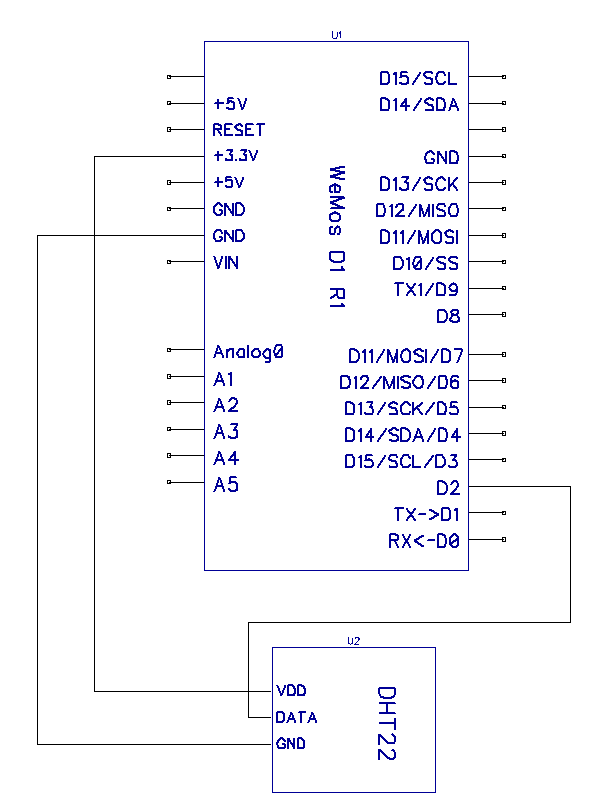 U1
+5V
RESET
+3.3V
+5V
GND
GND
VIN
Analog0
A1
A2
A3
A4
A5
WeMos D1 R1
D15/SCL
D14/SDA
GND
D13/SCK
D12/MISO
D11/MOSI
D10/SS
TX1/D9
D8
D11/MOSI/D7
D12/MISO/D6
D13/SCK/D5
D14/SDA/D4
D15/SCL/D3
D2
TX->D1
RX<-D0
U2
VDD
DATA
GND
DHT22